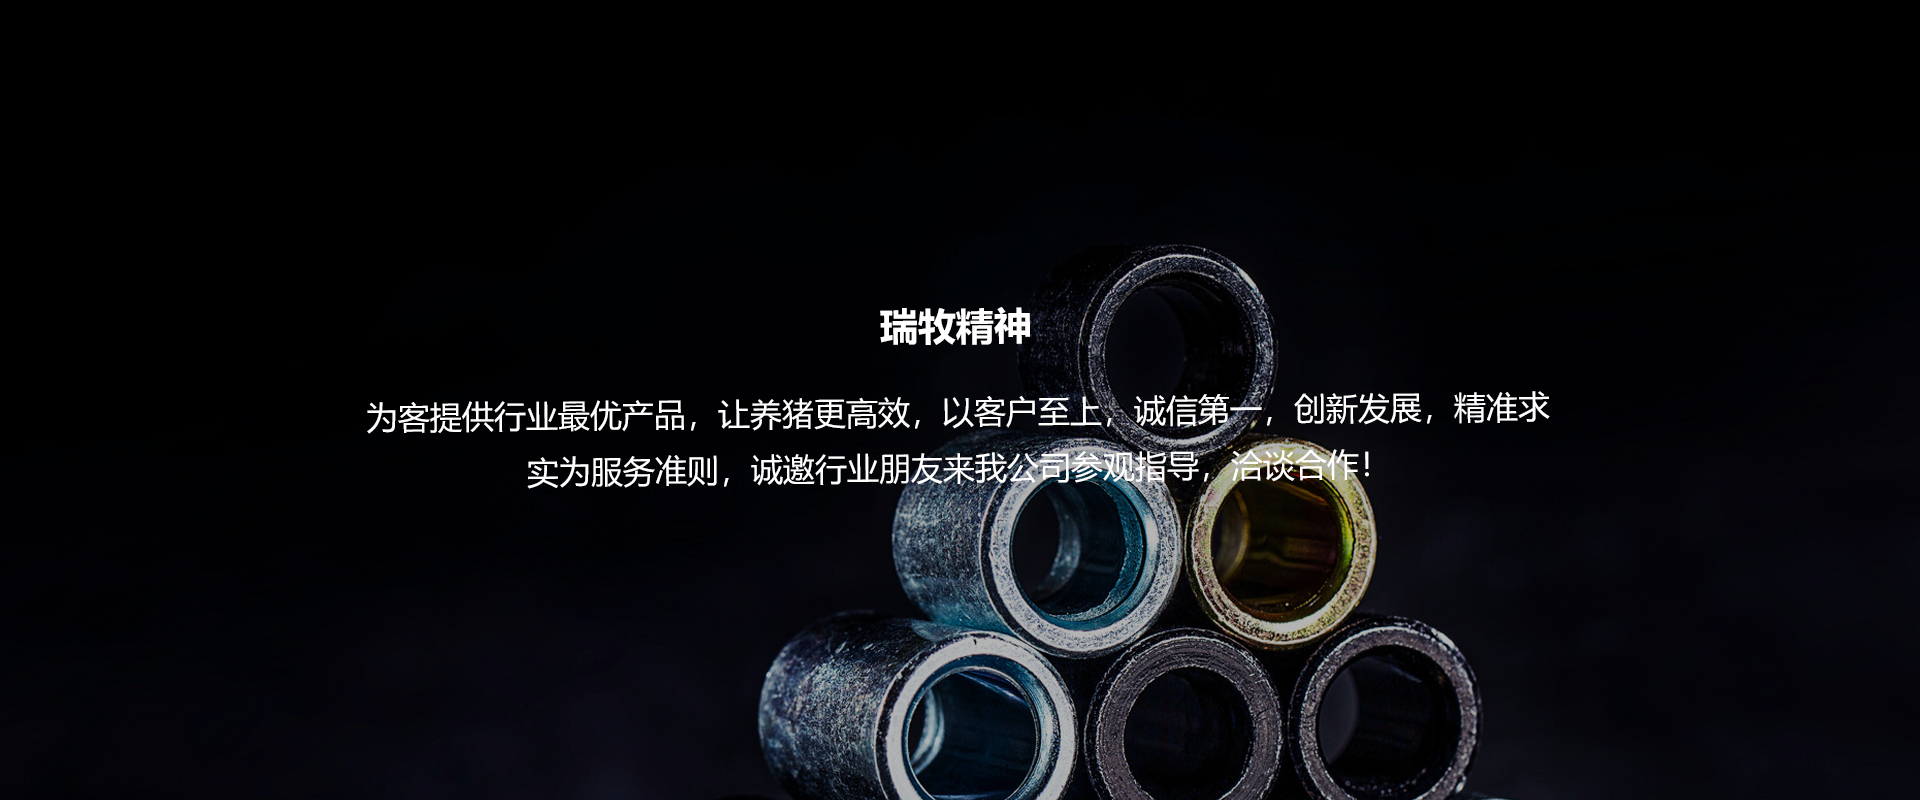 瑞牧精神
为客提供行业最优产品，让养猪更高效，以客户至上，诚信第一，创新发展，精准求
实为服务准则，诚邀行业朋友来我公司参观指导，洽谈合作！